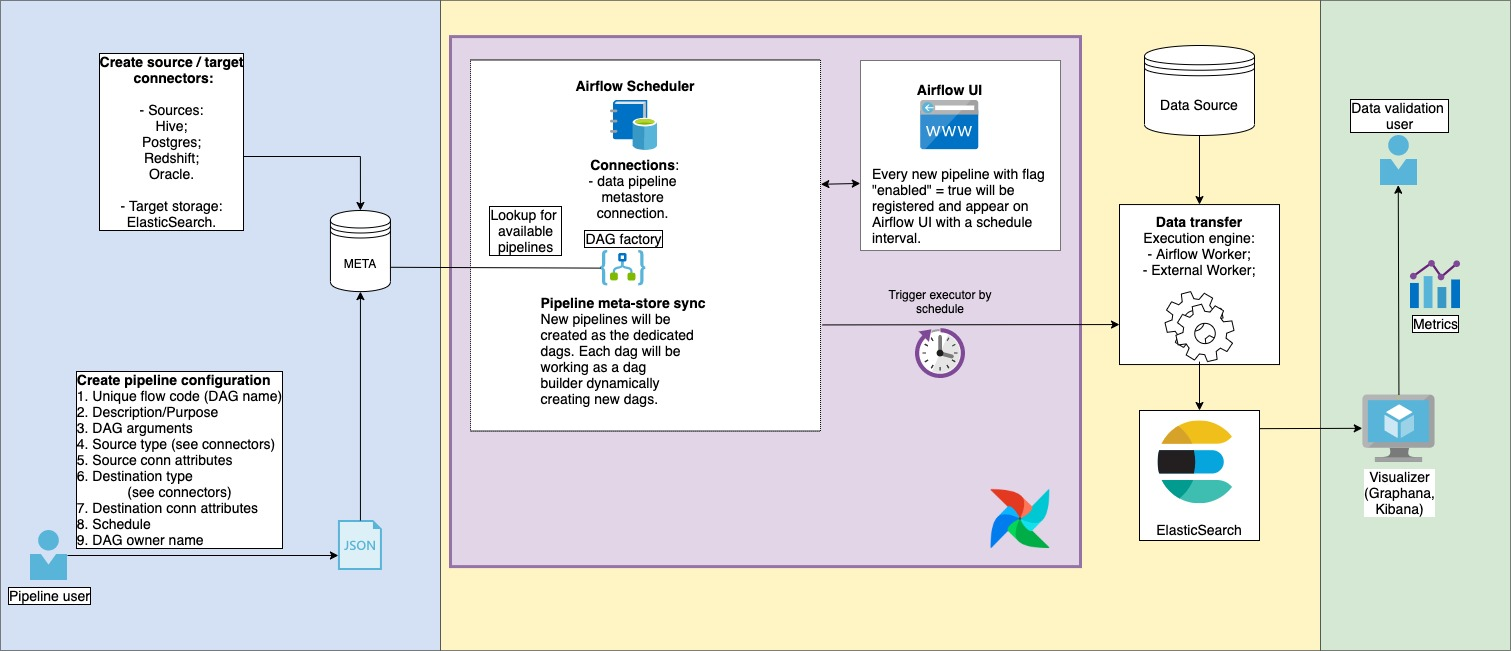 Create source / target
connectors:
- Sources:
Hive;
Postgres;
Redshift;
Oracle.
- Target storage:
ElasticSearch.
META
Create pipeline configuration
1. Unique flow code (DAG name)
2. Description/Purpose
3. DAG arguments
4. Source type (see connectors)
5. Source conn attributes
6. Destination type
(see connectors)
7. Destination conn attributes
8. Schedule
9. DAG owner name
JSON
Pipeline user
Airflow Scheduler
Connections:
- data pipeline
metastore
connection.
Lookup for
available
pipelines
DAG factory
Pipeline meta-store sync
New pipelines will be
created as the dedicated
dags. Each dag will be
working as a dag
builder dynamically
creating new dags.
Airflow UI
WWW
Every new pipeline with flag
"enabled" = true will be
registered and appear on
Airflow UI with a schedule
interval.
Trigger executor by
schedule
Data Source
Data transfer
Execution engine:
- Airflow Worker;
- External Worker;
ElasticSearch
Data validation
user
Metrics
Visualizer
(Graphana,
Kibana)